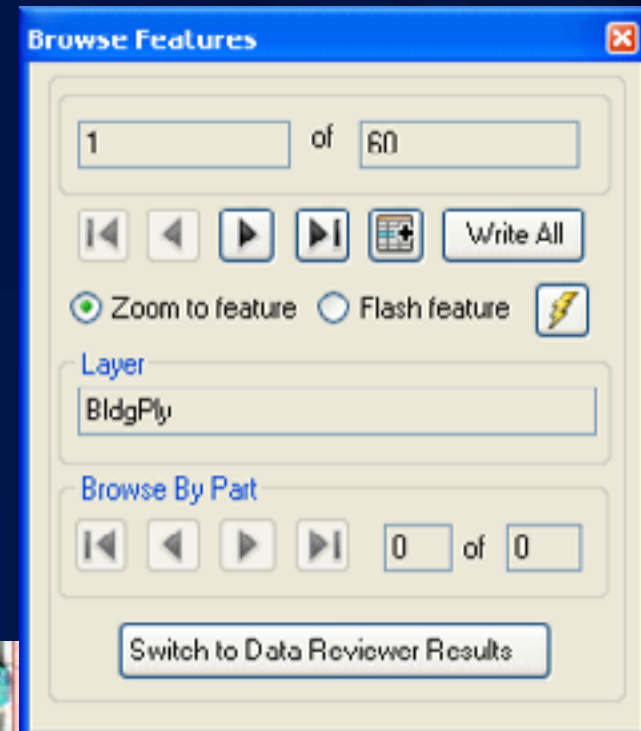 Browse Features
1 of 60
Write All
Zoom to feature Flash feature
Layer
BldgPly
Browse By Part
0 of 0
Switch to Data Reviewer Results